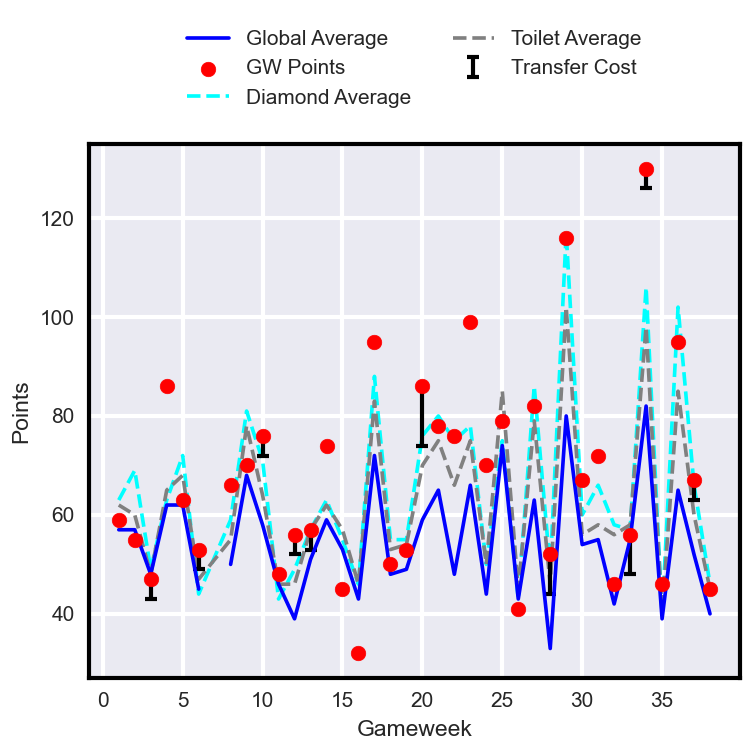 Global Average
GW Points
Diamond Average
Toilet Average
Transfer Cost
120
100
80
60
40
Points
0 5 10 15 20 25 30 35
Gameweek